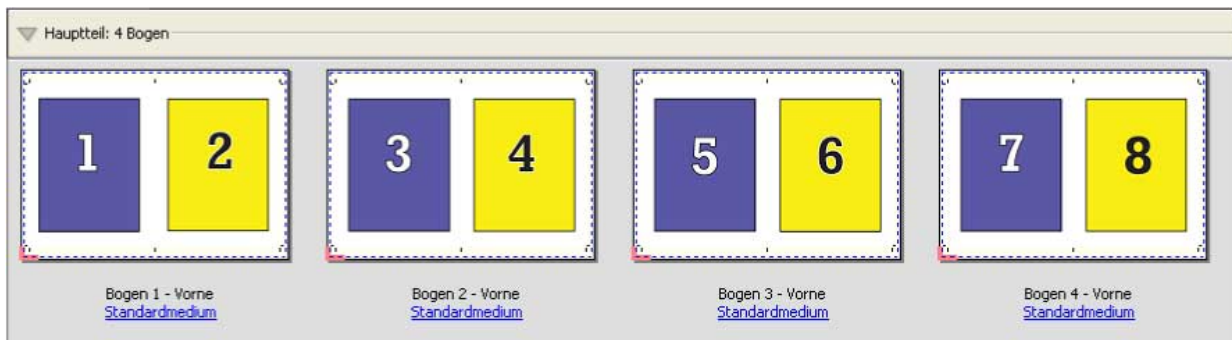 Hauptteil: 4 Bogen
1 2 3 4 5 6 7 8
Bogen 1 - Vorne Bogen 2 - Vorne Bogen 3 - Vorne Bogen 4 - Vorne
Standardmedium Standardmedium Standardmedium Standardmedium